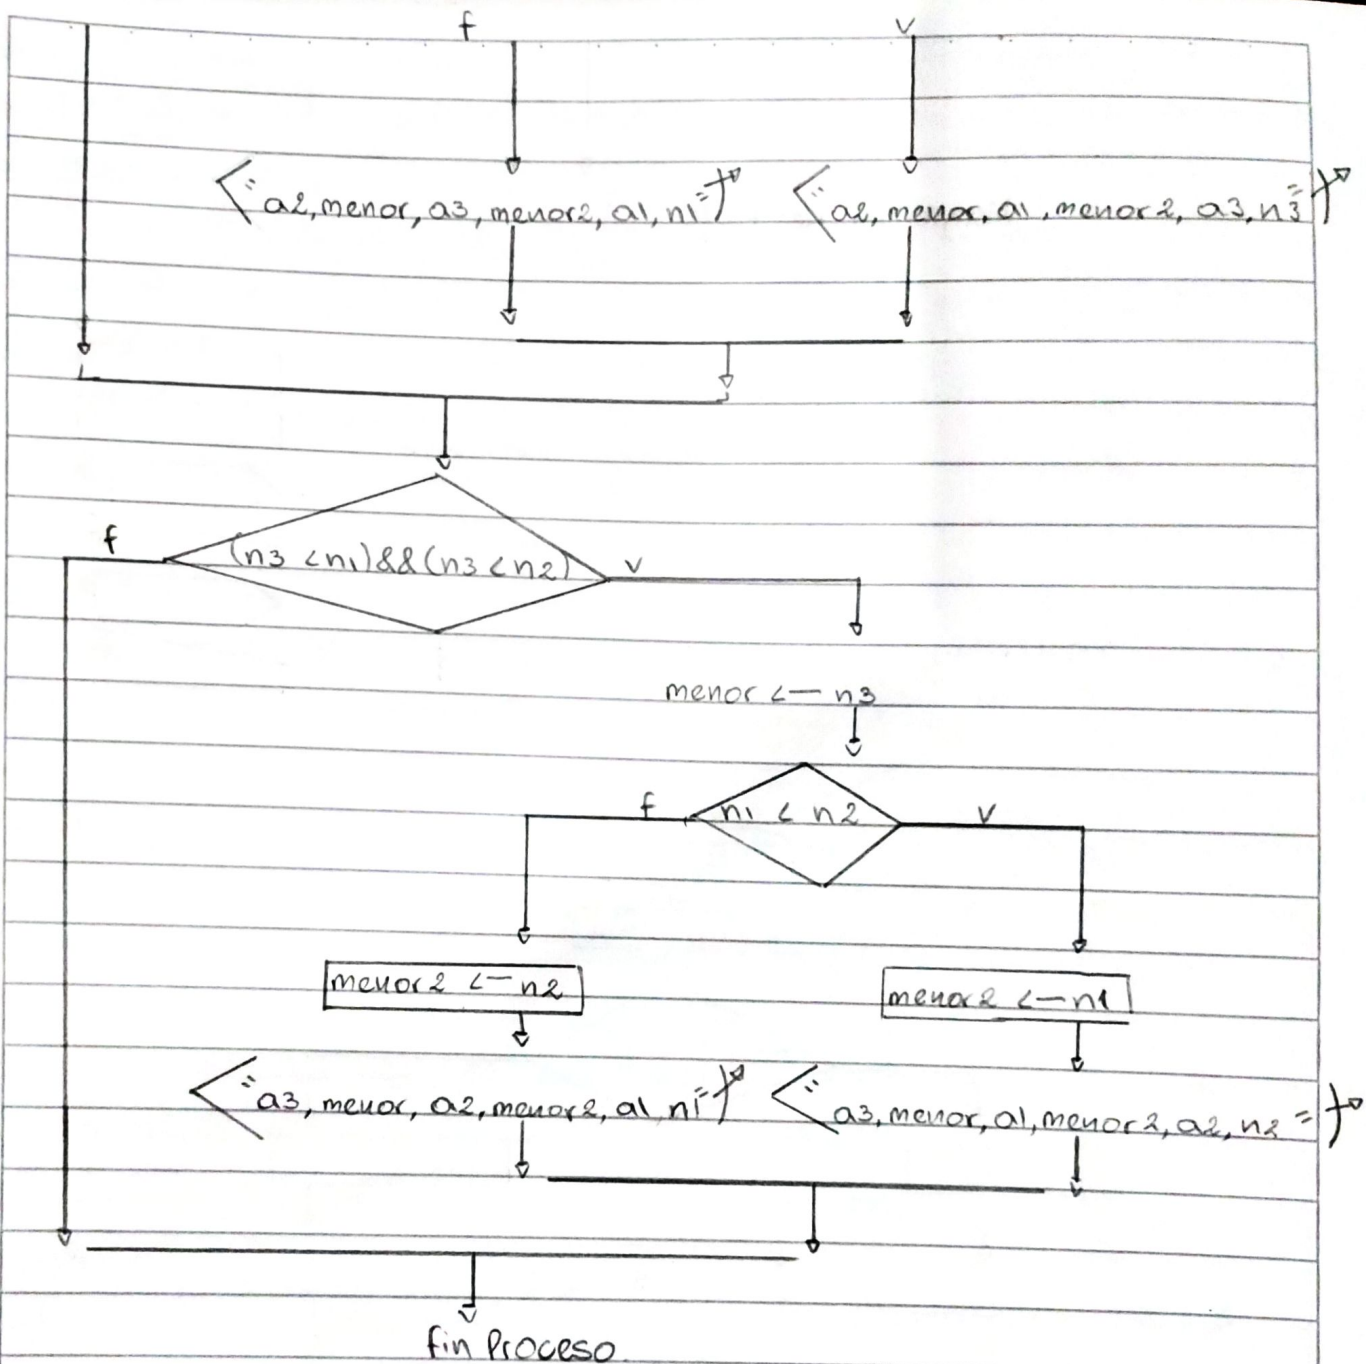 f v
"a2, menor, a3, menor2, a1, n1" "a2, menor, a1, menor2, a3, n3"
f (n3 <n1)&&(n3 <n2) v
menor <— n3
f n1 < n2 v
menor2 <— n2 menor2 <— n1
"a3, menor, a2, menor2, a1, n1" "a3, menor, a1, menor2, a2, n2"
fin Proceso